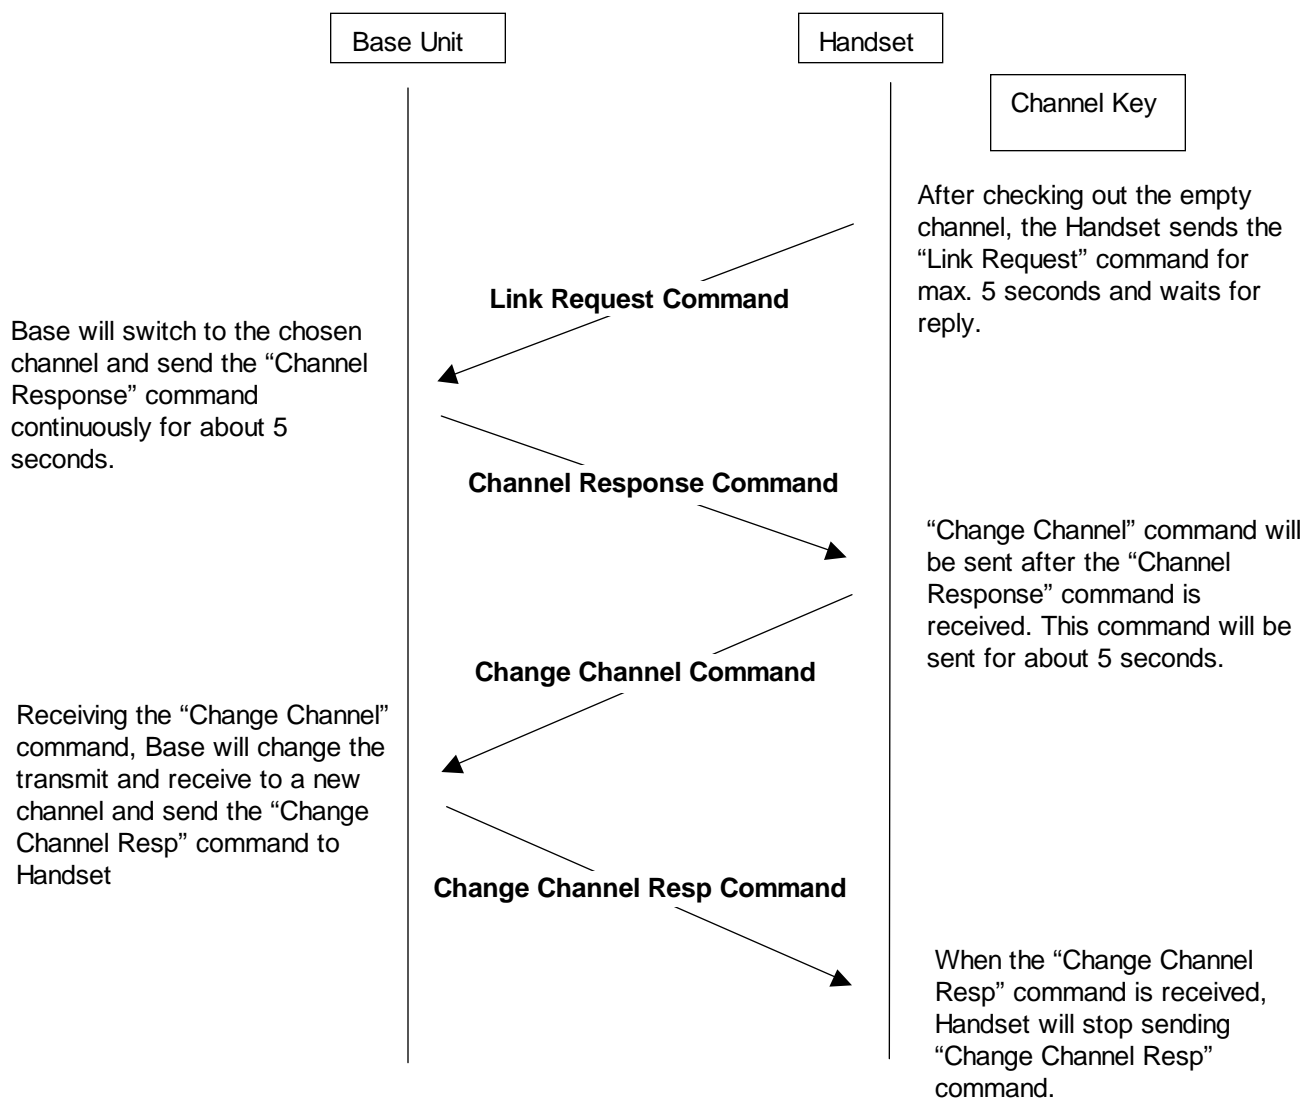 Base Unit
Handset
Channel Key
After checking out the empty
channel, the Handset sends the
“Link Request” command for
max. 5 seconds and waits for
reply.
Link Request Command
Base will switch to the chosen
channel and send the “Channel
Response” command
continuously for about 5
seconds.
Channel Response Command
“Change Channel” command will
be sent after the “Channel
Response” command is
received. This command will be
sent for about 5 seconds.
Change Channel Command
Receiving the “Change Channel”
command, Base will change the
transmit and receive to a new
channel and send the “Change
Channel Resp” command to
Handset
Change Channel Resp Command
When the “Change Channel
Resp” command is received,
Handset will stop sending
“Change Channel Resp”
command.